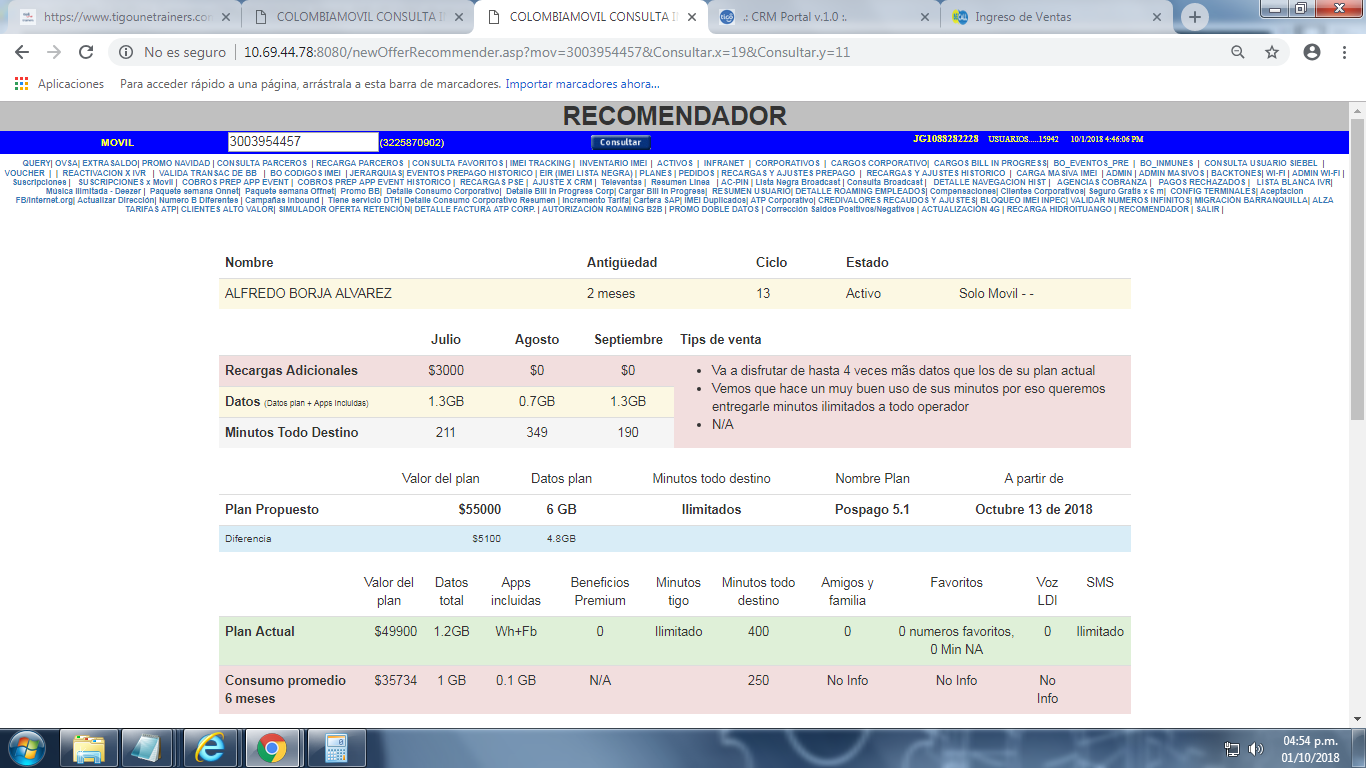 https://www.tigounetrainers.con
COLOMBIAMOVIL CONSULTA I
COLOMBIAMOVIL CONSULTA I
.: CRM Portal v.1.0 :.
Ingreso de Ventas
No es seguro | 10.69.44.78:8080/newOfferRecommender.asp?mov=3003954457&Consultar.x=19&Consultar.y=11
Aplicaciones Para acceder rápido a una página, arrástrala a esta barra de marcadores. Importar marcadores ahora...
RECOMENDADOR
MOVIL 3003954457 (3225870902) Consultar JG1088282228 USUARIOS.....15942 10/1/2018 4:46:06 PM
QUERY| OVSA| EXTRASALDO| PROMO NAVIDAD | CONSULTA PARCEROS | RECARGA PARCEROS | CONSULTA FAVORITOS | IMEI TRACKING | INVENTARIO IMEI | ACTIVOS | INFRANET | CORPORATIVOS | CARGOS CORPORATIVO| CARGOS BILL IN PROGRESS| BO_EVENTOS_PRE | BO_INMUNES | CONSULTA USUARIO SIEBEL |
VOUCHER | | REACTIVACION X IVR | VALIDA TRANSAC DE BB | BO CODIGOS IMEI | JERARQUIAS| EVENTOS PREPAGO HISTORICO | EIR (IMEI LISTA NEGRA) | PLANES | PEDIDOS | RECARGAS Y AJUSTES PREPAGO | RECARGAS Y AJUSTES HISTORICO | CARGA MASIVA IMEI | ADMIN | ADMIN MASIVOS | BACKTONES| WI-FI | ADMIN WI-FI |
Suscripciones | SUSCRIPCIONES x Movil | COBROS PREP APP EVENT | COBROS PREP APP EVENT HISTORICO | RECARGAS PSE | AJUSTE X CRM | Televentas | Resumen Linea | AC-PIN | Lista Negra Broadcast | Consulta Broadcast | DETALLE NAVEGACION HIST | AGENCIAS COBRANZA | PAGOS RECHAZADOS | LISTA BLANCA IVR|
Musica Ilimitada - Deezer | Paquete semana Onnet| Paquete semana Offnet| Promo BB| Detalle Consumo Corporativo| Detalle Bill In Progress Corp| Cargar Bill In Progress Corp| RESUMEN USUARIO| DETALLE ROAMING EMPLEADOS| Compensaciones| Clientes Corporativos| Seguro Gratis x 6 m| CONFIG TERMINALES| Aceptacion
FB/Internet.org| Actualizar Dirección| Numero B Diferentes | Campañas Inbound | Tiene servicio DTH| Detalle Consumo Corporativo Resumen | Incremento Tarifa| Cartera SAP| IMEI Duplicados| ATP Corporativo| CREDIVALORES RECAUDOS Y AJUSTES| BLOQUEO IMEI INPEC| VALIDAR NUMEROS INFINITOS| MIGRACIÓN BARRANQUILLA| ALZA
TARIFAS ATP| CLIENTES ALTO VALOR| SIMULADOR OFERTA RETENCIÓN| DETALLE FACTURA ATP CORP. | AUTORIZACIÓN ROAMING B2B | PROMO DOBLE DATOS | Corrección Saldos Positivos/Negativos | ACTUALIZACIÓN 4G | RECARGA HIDROITUANGO | RECOMENDADOR | SALIR |
Nombre Antigüedad Ciclo Estado
ALFREDO BORJA ALVAREZ 2 meses 13 Activo Solo Movil - -
Julio Agosto Septiembre Tips de venta
Recargas Adicionales $3000 $0 $0
Datos (Datos plan + Apps Incluidas) 1.3GB 0.7GB 1.3GB
Minutos Todo Destino 211 349 190
• Va a disfrutar de hasta 4 veces mãs datos que los de su plan actual
• Vemos que hace un muy buen uso de sus minutos por eso queremos
entregarle minutos ilimitados a todo operador
• N/A
Valor del plan Datos plan Minutos todo destino Nombre Plan A partir de
Plan Propuesto $55000 6 GB Ilimitados Pospago 5.1 Octubre 13 de 2018
Diferencia $5100 4.8GB
Valor del Datos Apps Beneficios Minutos Minutos todo Amigos y Favoritos Voz SMS
plan total incluidas Premium tigo destino familia LDI
Plan Actual $49900 1.2GB Wh+Fb 0 Ilimitado 400 0 0 numeros favoritos, 0 Ilimitado
0 Min NA
Consumo promedio $35734 1 GB 0.1 GB N/A 250 No Info No Info No
6 meses Info
04:54 p.m.
01/10/2018